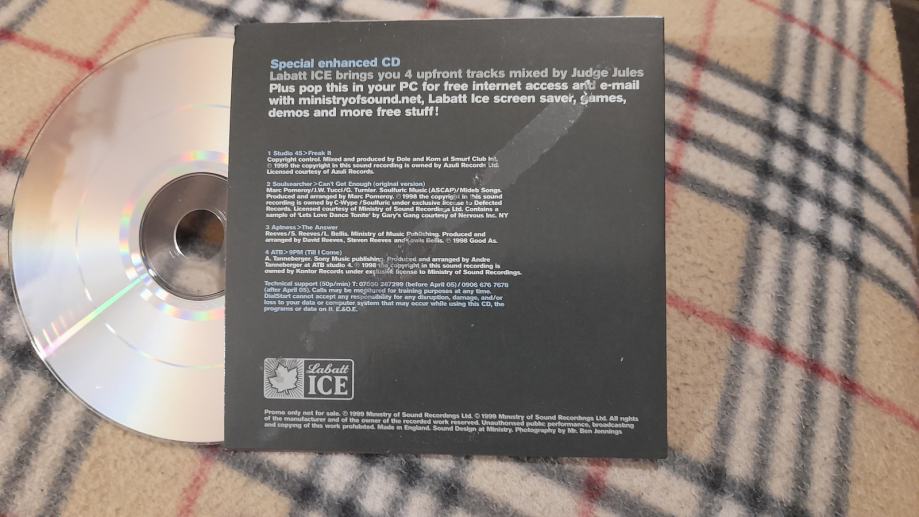 Special enhanced CD
Labatt ICE brings you 4 upfront tracks mixed by Judge Jules
Plus pop this in your PC for free internet access and e-mail
with ministryofsound.net, Labatt Ice screen saver, games,
demos and more free stuff!
1 Studio 45>Freak It
Copyright control. Mixed and produced by Dole and Kom at Smurf Club Int.
℗ 1999 the copyright in this sound recording is owned by Azuli Records Ltd.
Licensed courtesy of Azuli Records.
2 Soulsearcher>Can't Get Enough (original version)
Marc Pomeroy/J.W. Tucci/G. Turnier. Soulfuric Music (ASCAP)/Mideb Songs.
Produced and arranged by Marc Pomeroy. ℗ 1998 the copyright in this sound
recording is owned by C-Wype/Soulfuric under exclusive license to Defected
Records. Licensed courtesy of Ministry of Sound Recordings Ltd. Contains a
sample of 'Lets Love Dance Tonite' by Gary's Gang courtesy of Nervous Inc. NY
3 Aptness>The Answer
Reeves/S. Reeves/L. Bellis. Ministry of Music Publishing. Produced and
arranged by David Reeves, Steven Reeves and Lewis Bellis. ℗ 1998 Good As.
4 ATB>9PM (Till I Come)
A. Tanneberger. Sony Music publishing. Produced and arranged by Andre
Tanneberger at ATB studio 4. ℗ 1998 the copyright in this sound recording is
owned by Kontor Records under exclusive license to Ministry of Sound Recordings.
Technical support (50p/min) T: 267299 (before April 05)/0906 676 7678
(after April 05). Calls may be monitored for training purposes at any time.
DialStart cannot accept any responsibility for any disruption, damage, and/or
loss to your data or computer system that may occur while using this CD, the
programs or data on it. E.&O.E.
Labatt
ICE
Promo only not for sale. ℗ 1999 Ministry of Sound Recordings Ltd. © 1999 Ministry of Sound Recordings Ltd. All rights
of the manufacturer and of the owner of the recorded work reserved. Unauthorised public performance, broadcasting
and copying of this work prohibited. Made in England. Sound Design at Ministry. Photography by Mr. Ben Jennings